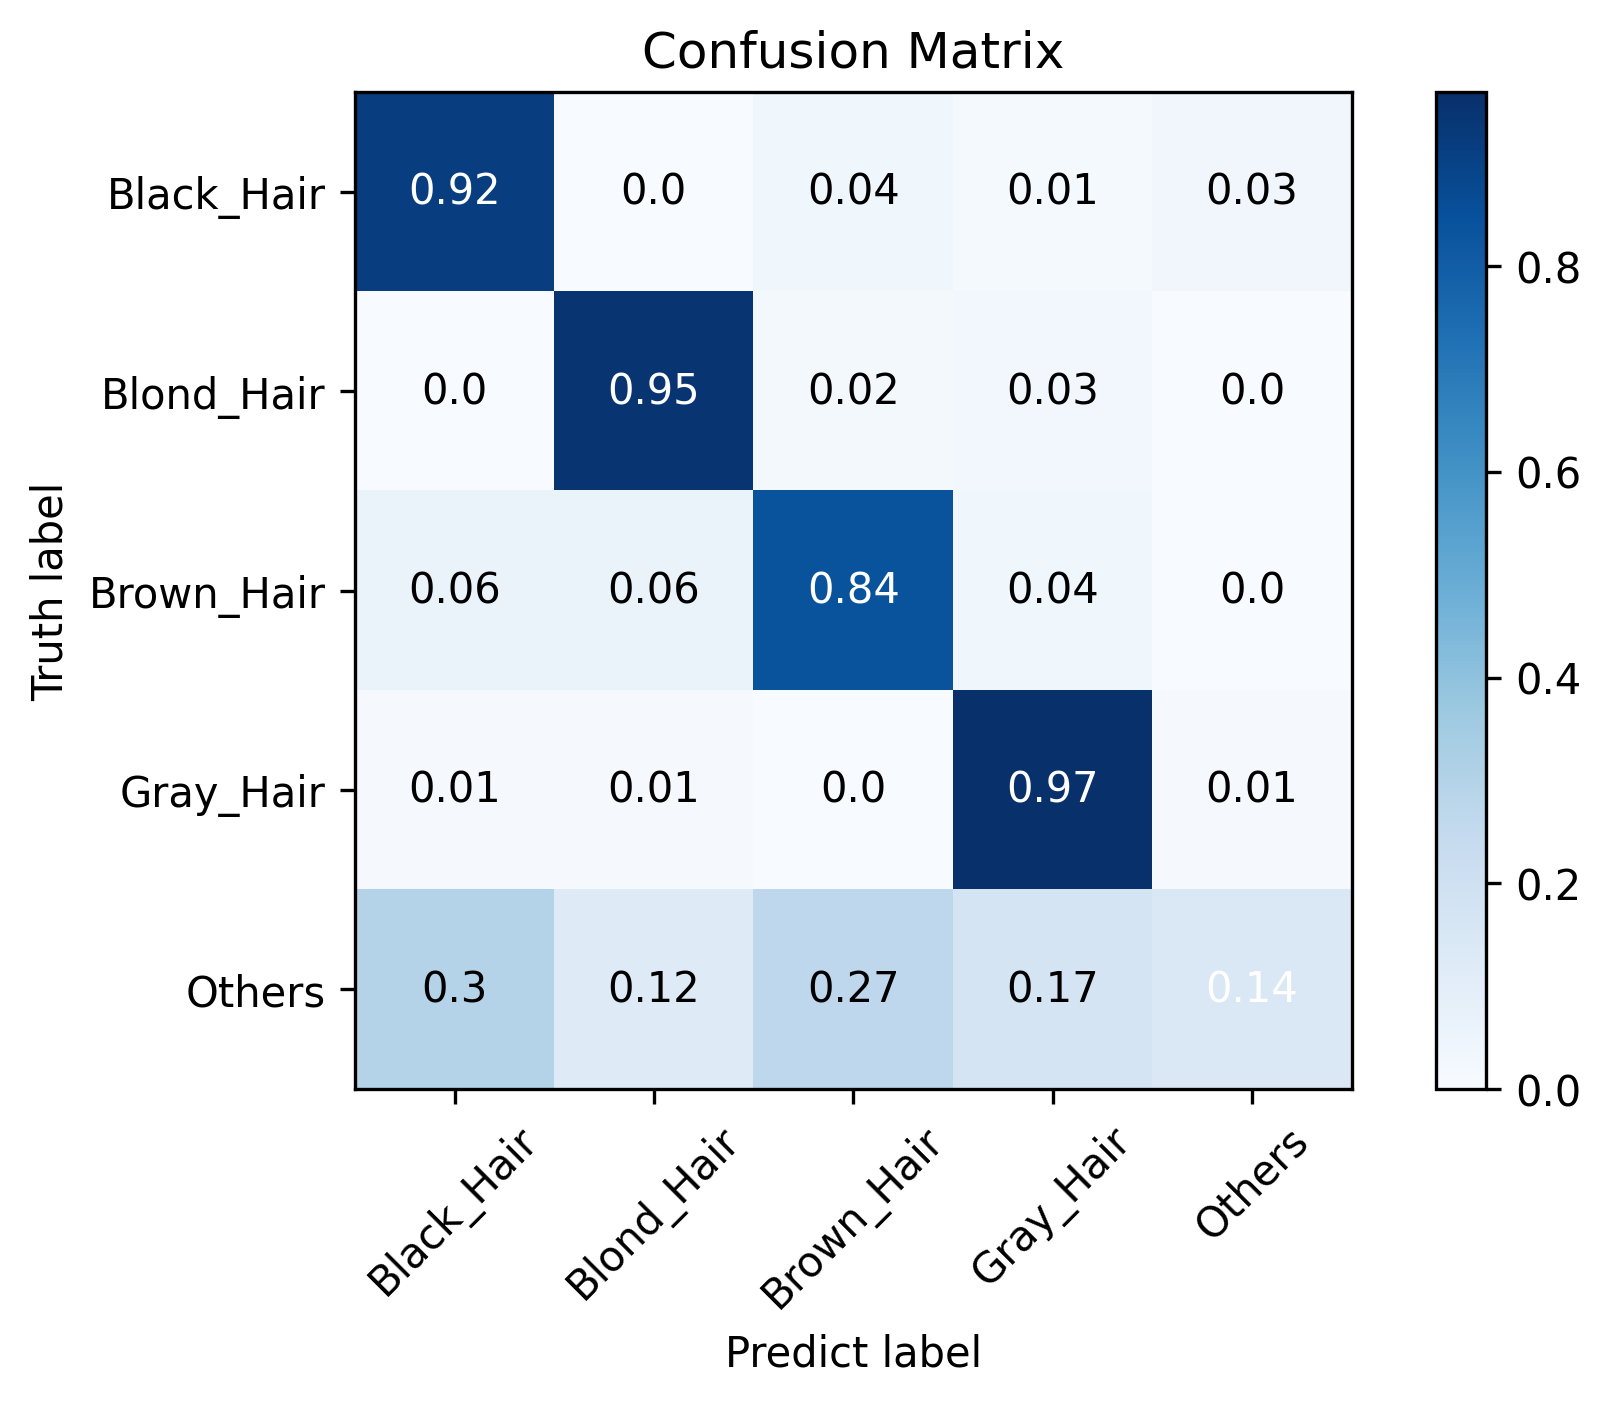 Confusion Matrix
Black_Hair 0.92 0.0 0.04 0.01 0.03
Blond_Hair 0.0 0.95 0.02 0.03 0.0
Brown_Hair 0.06 0.06 0.84 0.04 0.0
Gray_Hair 0.01 0.01 0.0 0.97 0.01
Others 0.3 0.12 0.27 0.17 0.14
Truth label
Black_Hair Blond_Hair Brown_Hair Gray_Hair Others
Predict label
0.8
0.6
0.4
0.2
0.0